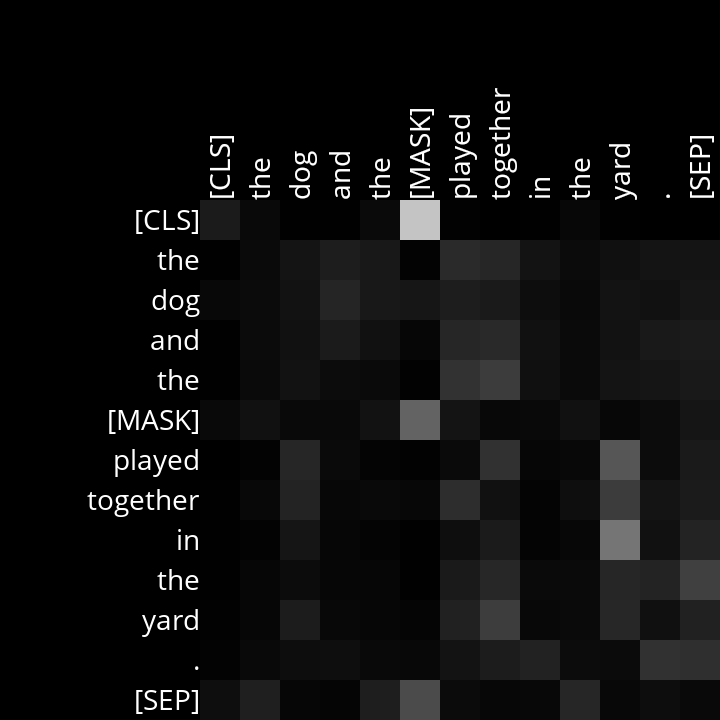 [CLS] the dog and the [MASK] played together in the yard . [SEP]
[CLS]
the
dog
and
the
[MASK]
played
together
in
the
yard
.
[SEP]